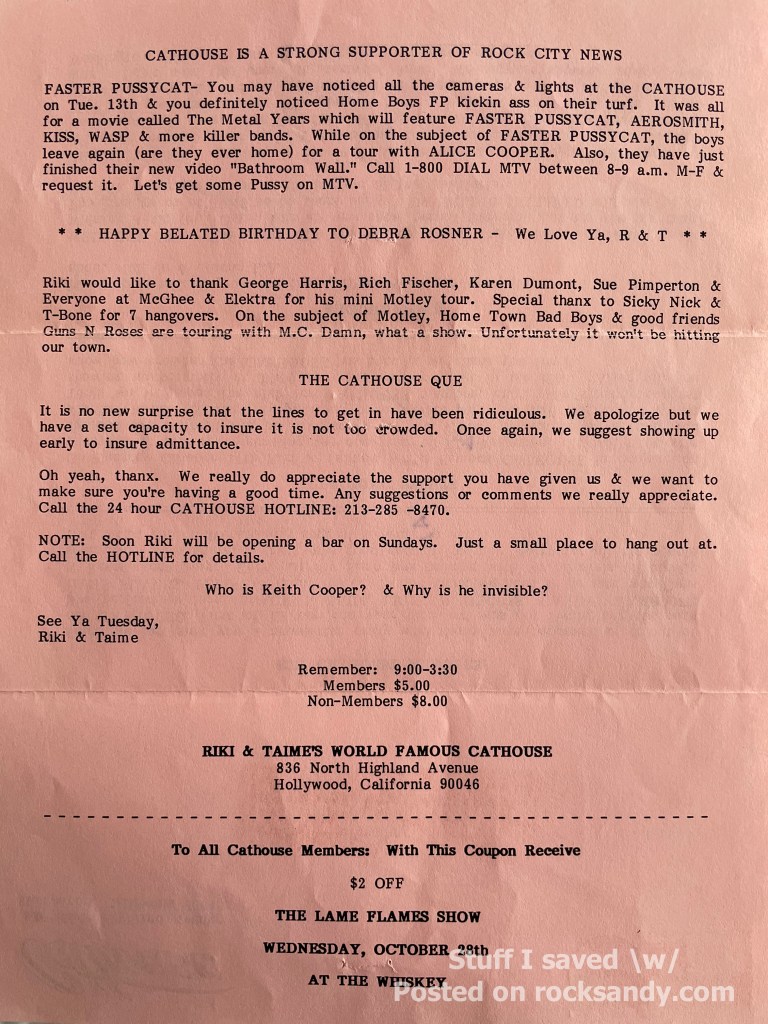 CATHOUSE IS A STRONG SUPPORTER OF ROCK CITY NEWS
FASTER PUSSYCAT- You may have noticed all the cameras & lights at the CATHOUSE
on Tue. 13th & you definitely noticed Home Boys FP kickin ass on their turf. It was all
for a movie called The Metal Years which will feature FASTER PUSSYCAT, AEROSMITH,
KISS, WASP & more killer bands. While on the subject of FASTER PUSSYCAT, the boys
leave again (are they ever home) for a tour with ALICE COOPER. Also, they have just
finished their new video "Bathroom Wall." Call 1-800 DIAL MTV between 8-9 a.m. M-F &
request it. Let's get some Pussy on MTV.
* * HAPPY BELATED BIRTHDAY TO DEBRA ROSNER - We Love Ya, R & T * *
Riki would like to thank George Harris, Rich Fischer, Karen Dumont, Sue Pimperton &
Everyone at McGhee & Elektra for his mini Motley tour. Special thanx to Sicky Nick &
T-Bone for 7 hangovers. On the subject of Motley, Home Town Bad Boys & good friends
Guns N Roses are touring with M.C. Damn, what a show. Unfortunately it won't be hitting
our town.
THE CATHOUSE QUE
It is no new surprise that the lines to get in have been ridiculous. We apologize but we
have a set capacity to insure it is not too crowded. Once again, we suggest showing up
early to insure admittance.
Oh yeah, thanx. We really do appreciate the support you have given us & we want to
make sure you're having a good time. Any suggestions or comments we really appreciate.
Call the 24 hour CATHOUSE HOTLINE: 213-285 -8470.
NOTE: Soon Riki will be opening a bar on Sundays. Just a small place to hang out at.
Call the HOTLINE for details.
Who is Keith Cooper? & Why is he invisible?
See Ya Tuesday,
Riki & Taime
Remember: 9:00-3:30
Members $5.00
Non-Members $8.00
RIKI & TAIME'S WORLD FAMOUS CATHOUSE
836 North Highland Avenue
Hollywood, California 90046
To All Cathouse Members: With This Coupon Receive
$2 OFF
THE LAME FLAMES SHOW
WEDNESDAY, OCTOBER 28th
AT THE WHISKEY
Stuff I saved \w/
Posted on rocksandy.com